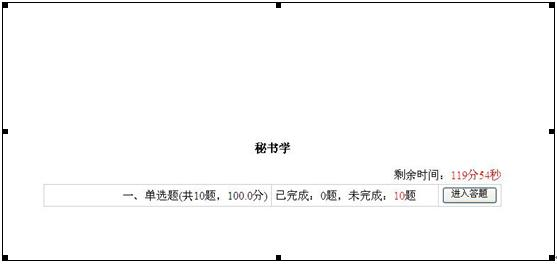 秘书学
剩余时间：119分54秒
一、单选题(共10题，100.0分) 已完成：0题，未完成：10题 进入答题